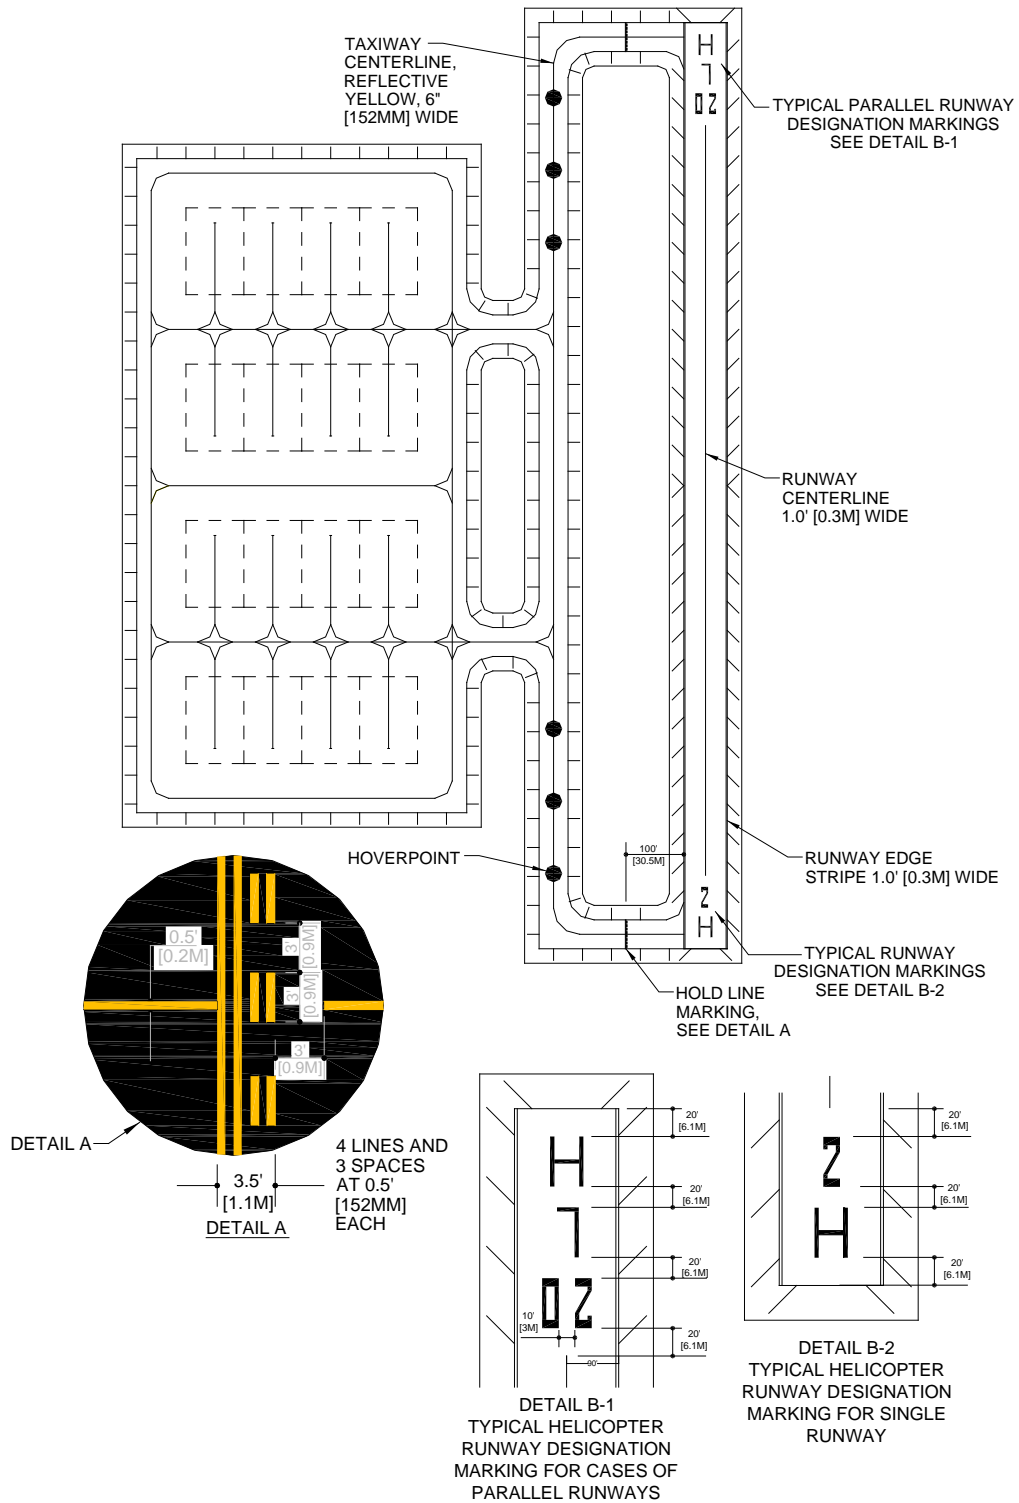 TAXIWAY
CENTERLINE,
REFLECTIVE
YELLOW, 6"
[152MM] WIDE
H
L
20
TYPICAL PARALLEL RUNWAY
DESIGNATION MARKINGS
SEE DETAIL B-1
RUNWAY
CENTERLINE
1.0' [0.3M] WIDE
HOVERPOINT
100'
[30.5M]
RUNWAY EDGE
STRIPE 1.0' [0.3M] WIDE
2
H
TYPICAL RUNWAY
DESIGNATION MARKINGS
SEE DETAIL B-2
HOLD LINE
MARKING,
SEE DETAIL A
0.5'
[0.2M]
3'
[0.9M]
3'
[0.9M]
3'
[0.9M]
DETAIL A
3.5'
[1.1M]
DETAIL A
4 LINES AND
3 SPACES
AT 0.5'
[152MM]
EACH
H
L
02
20'
[6.1M]
20'
[6.1M]
20'
[6.1M]
20'
[6.1M]
10'
[3M]
90'
DETAIL B-1
TYPICAL HELICOPTER
RUNWAY DESIGNATION
MARKING FOR CASES OF
PARALLEL RUNWAYS
2
H
20'
[6.1M]
20'
[6.1M]
20'
[6.1M]
DETAIL B-2
TYPICAL HELICOPTER
RUNWAY DESIGNATION
MARKING FOR SINGLE
RUNWAY